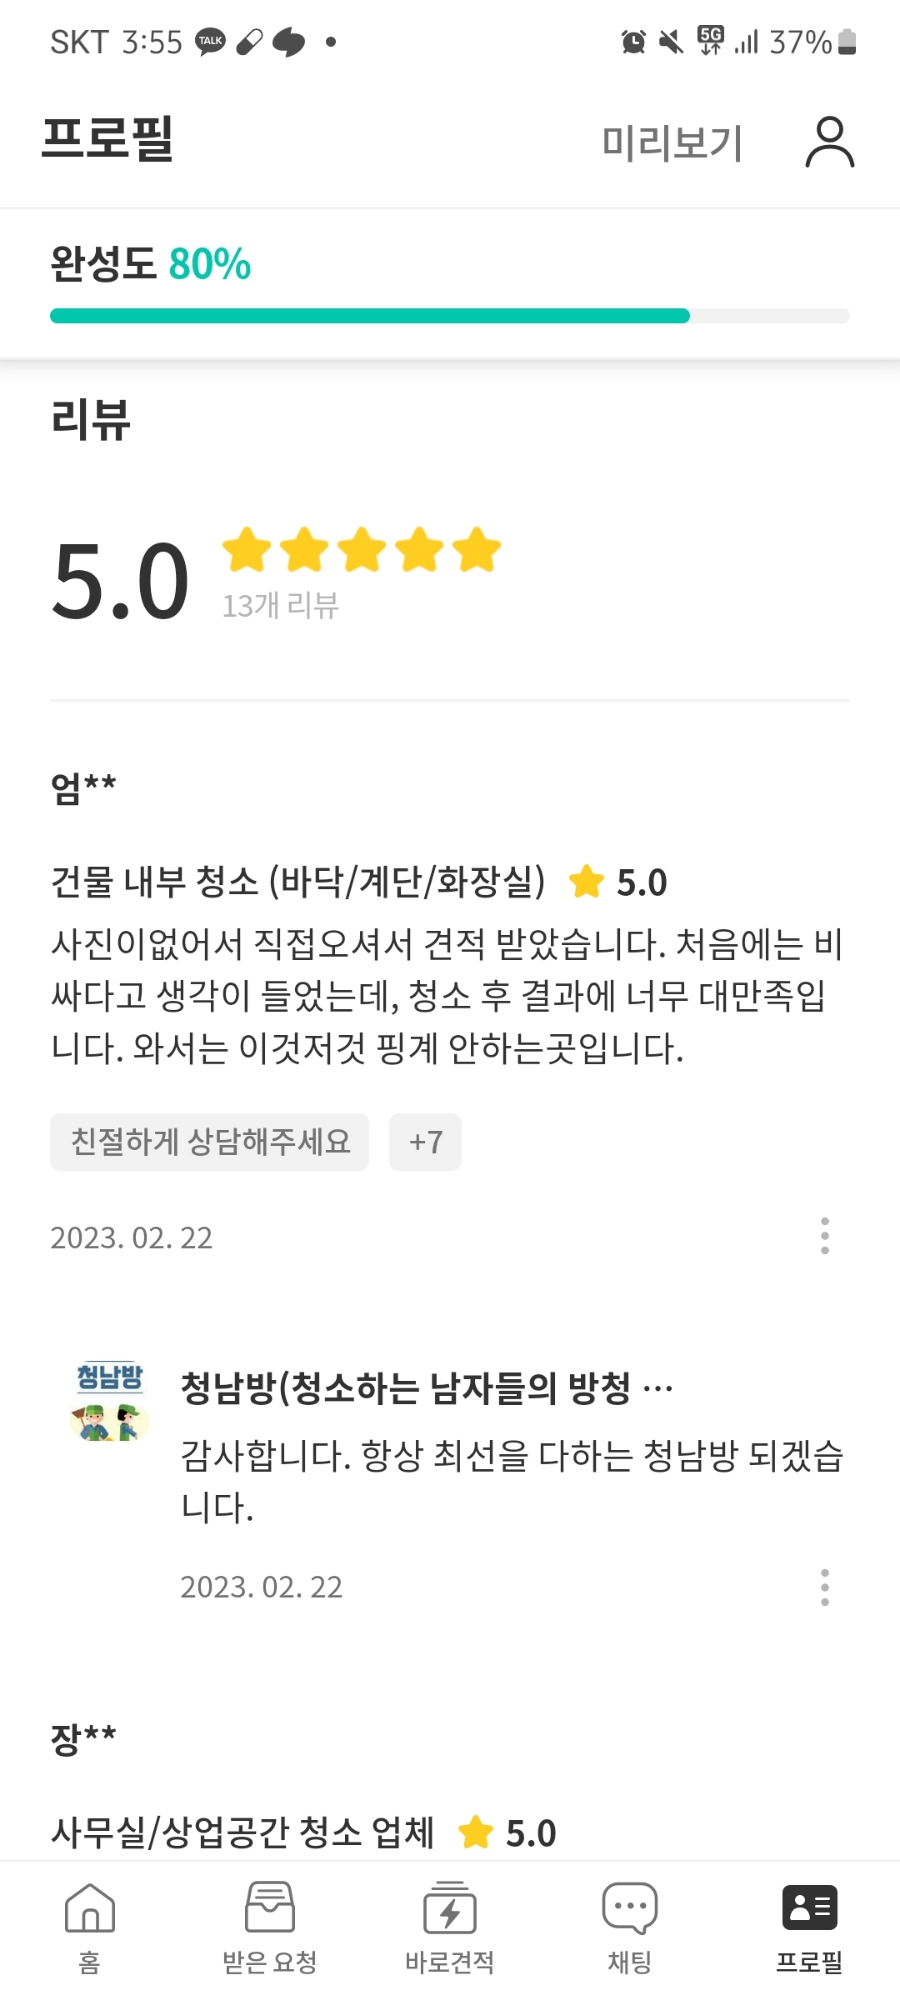 SKT 3:55 TALK 5G 37%
프로필 미리보기
완성도 80%
리뷰
5.0
13개 리뷰
엄**
건물 내부 청소 (바닥/계단/화장실) 5.0
사진이없어서 직접오셔서 견적 받았습니다. 처음에는 비
싸다고 생각이 들었는데, 청소 후 결과에 너무 대만족입
니다. 와서는 이것저것 핑계 안하는곳입니다.
친절하게 상담해주세요 +7
2023. 02. 22
청남방
청남방(청소하는 남자들의 방청 ...
감사합니다. 항상 최선을 다하는 청남방 되겠습
니다.
2023. 02. 22
장**
사무실/상업공간 청소 업체 5.0
홈 받은 요청 바로견적 채팅 프로필